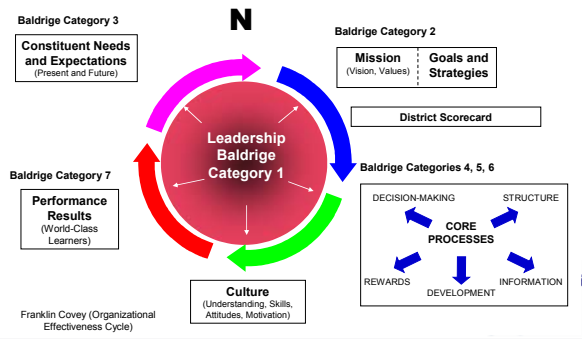 N
Baldrige Category 3
Constituent Needs
and Expectations
(Present and Future)
Baldrige Category 2
Mission
(Vision, Values)
Goals and
Strategies
District Scorecard
Leadership
Baldrige
Category 1
Baldrige Categories 4, 5, 6
DECISION-MAKING
STRUCTURE
CORE
PROCESSES
REWARDS
INFORMATION
DEVELOPMENT
Baldrige Category 7
Performance
Results
(World-Class
Learners)
Culture
(Understanding, Skills,
Attitudes, Motivation)
Franklin Covey (Organizational
Effectiveness Cycle)